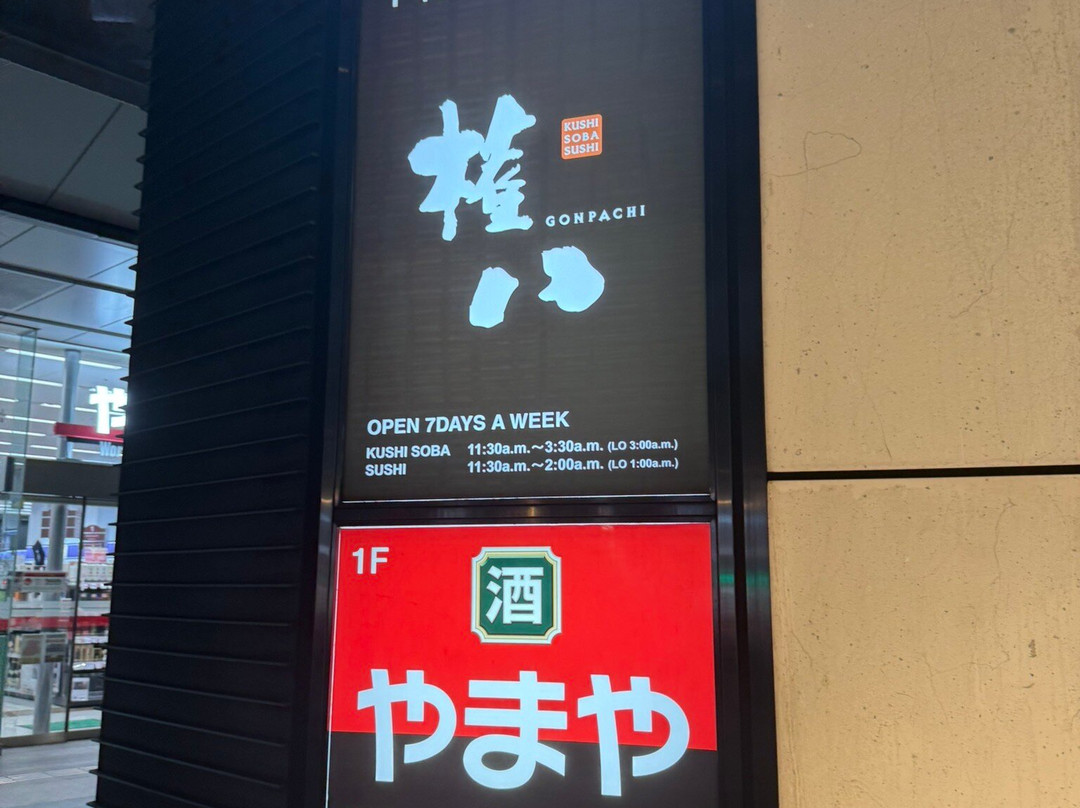 権八
KUSHI
SOBA
SUSHI
GONPACHI
OPEN 7DAYS A WEEK
KUSHI SOBA 11:30a.m.〜3:30a.m. (LO 3:00a.m.)
SUSHI 11:30a.m.〜2:00a.m. (LO 1:00a.m.)
1F
酒
やまや
や